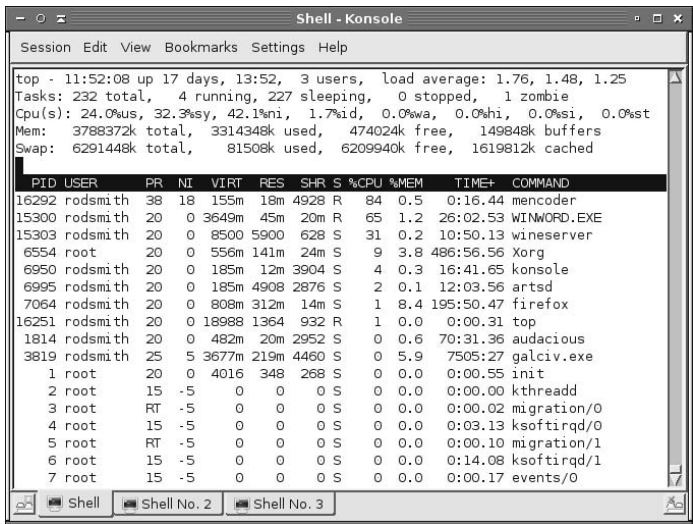 Shell - Konsole
Session Edit View Bookmarks Settings Help
top - 11:52:08 up 17 days, 13:52, 3 users, load average: 1.76, 1.48, 1.25
Tasks: 232 total, 4 running, 227 sleeping, 0 stopped, 1 zombie
Cpu(s): 24.0%us, 32.3%sy, 42.1%ni, 1.7%id, 0.0%wa, 0.0%hi, 0.0%si, 0.0%st
Mem: 3788372k total, 3314348k used, 474024k free, 149848k buffers
Swap: 6291448k total, 81508k used, 6209940k free, 1619812k cached
PID USER PR NI VIRT RES SHR S %CPU %MEM TIME+ COMMAND
16292 rodsmith 38 18 155m 18m 4928 R 84 0.5 0:16.44 mencoder
15300 rodsmith 20 0 3649m 45m 20m R 65 1.2 26:02.53 WINWORD.EXE
15303 rodsmith 20 0 8500 5900 628 S 31 0.2 10:50.13 wineserver
6554 root 20 0 556m 141m 24m S 9 3.8 486:56.56 Xorg
6950 rodsmith 20 0 185m 12m 3904 S 4 0.3 16:41.65 konsole
6995 rodsmith 20 0 185m 4908 2876 S 2 0.1 12:03.56 artsd
7064 rodsmith 20 0 808m 312m 14m S 1 8.4 195:50.47 firefox
16251 rodsmith 20 0 18988 1364 932 R 1 0.0 0:00.31 top
1814 rodsmith 20 0 482m 20m 2952 S 0 0.6 70:31.36 audacious
3819 rodsmith 25 5 3677m 219m 4460 S 0 5.9 7505:27 galciv.exe
1 root 20 0 4016 348 268 S 0 0.0 0:00.55 init
2 root 15 -5 0 0 0 S 0 0.0 0:00.00 kthreadd
3 root RT -5 0 0 0 S 0 0.0 0:00.02 migration/0
4 root 15 -5 0 0 0 S 0 0.0 0:03.13 ksoftirqd/0
5 root RT -5 0 0 0 S 0 0.0 0:00.10 migration/1
6 root 15 -5 0 0 0 S 0 0.0 0:14.08 ksoftirqd/1
7 root 15 -5 0 0 0 S 0 0.0 0:00.17 events/0
Shell Shell No. 2 Shell No. 3